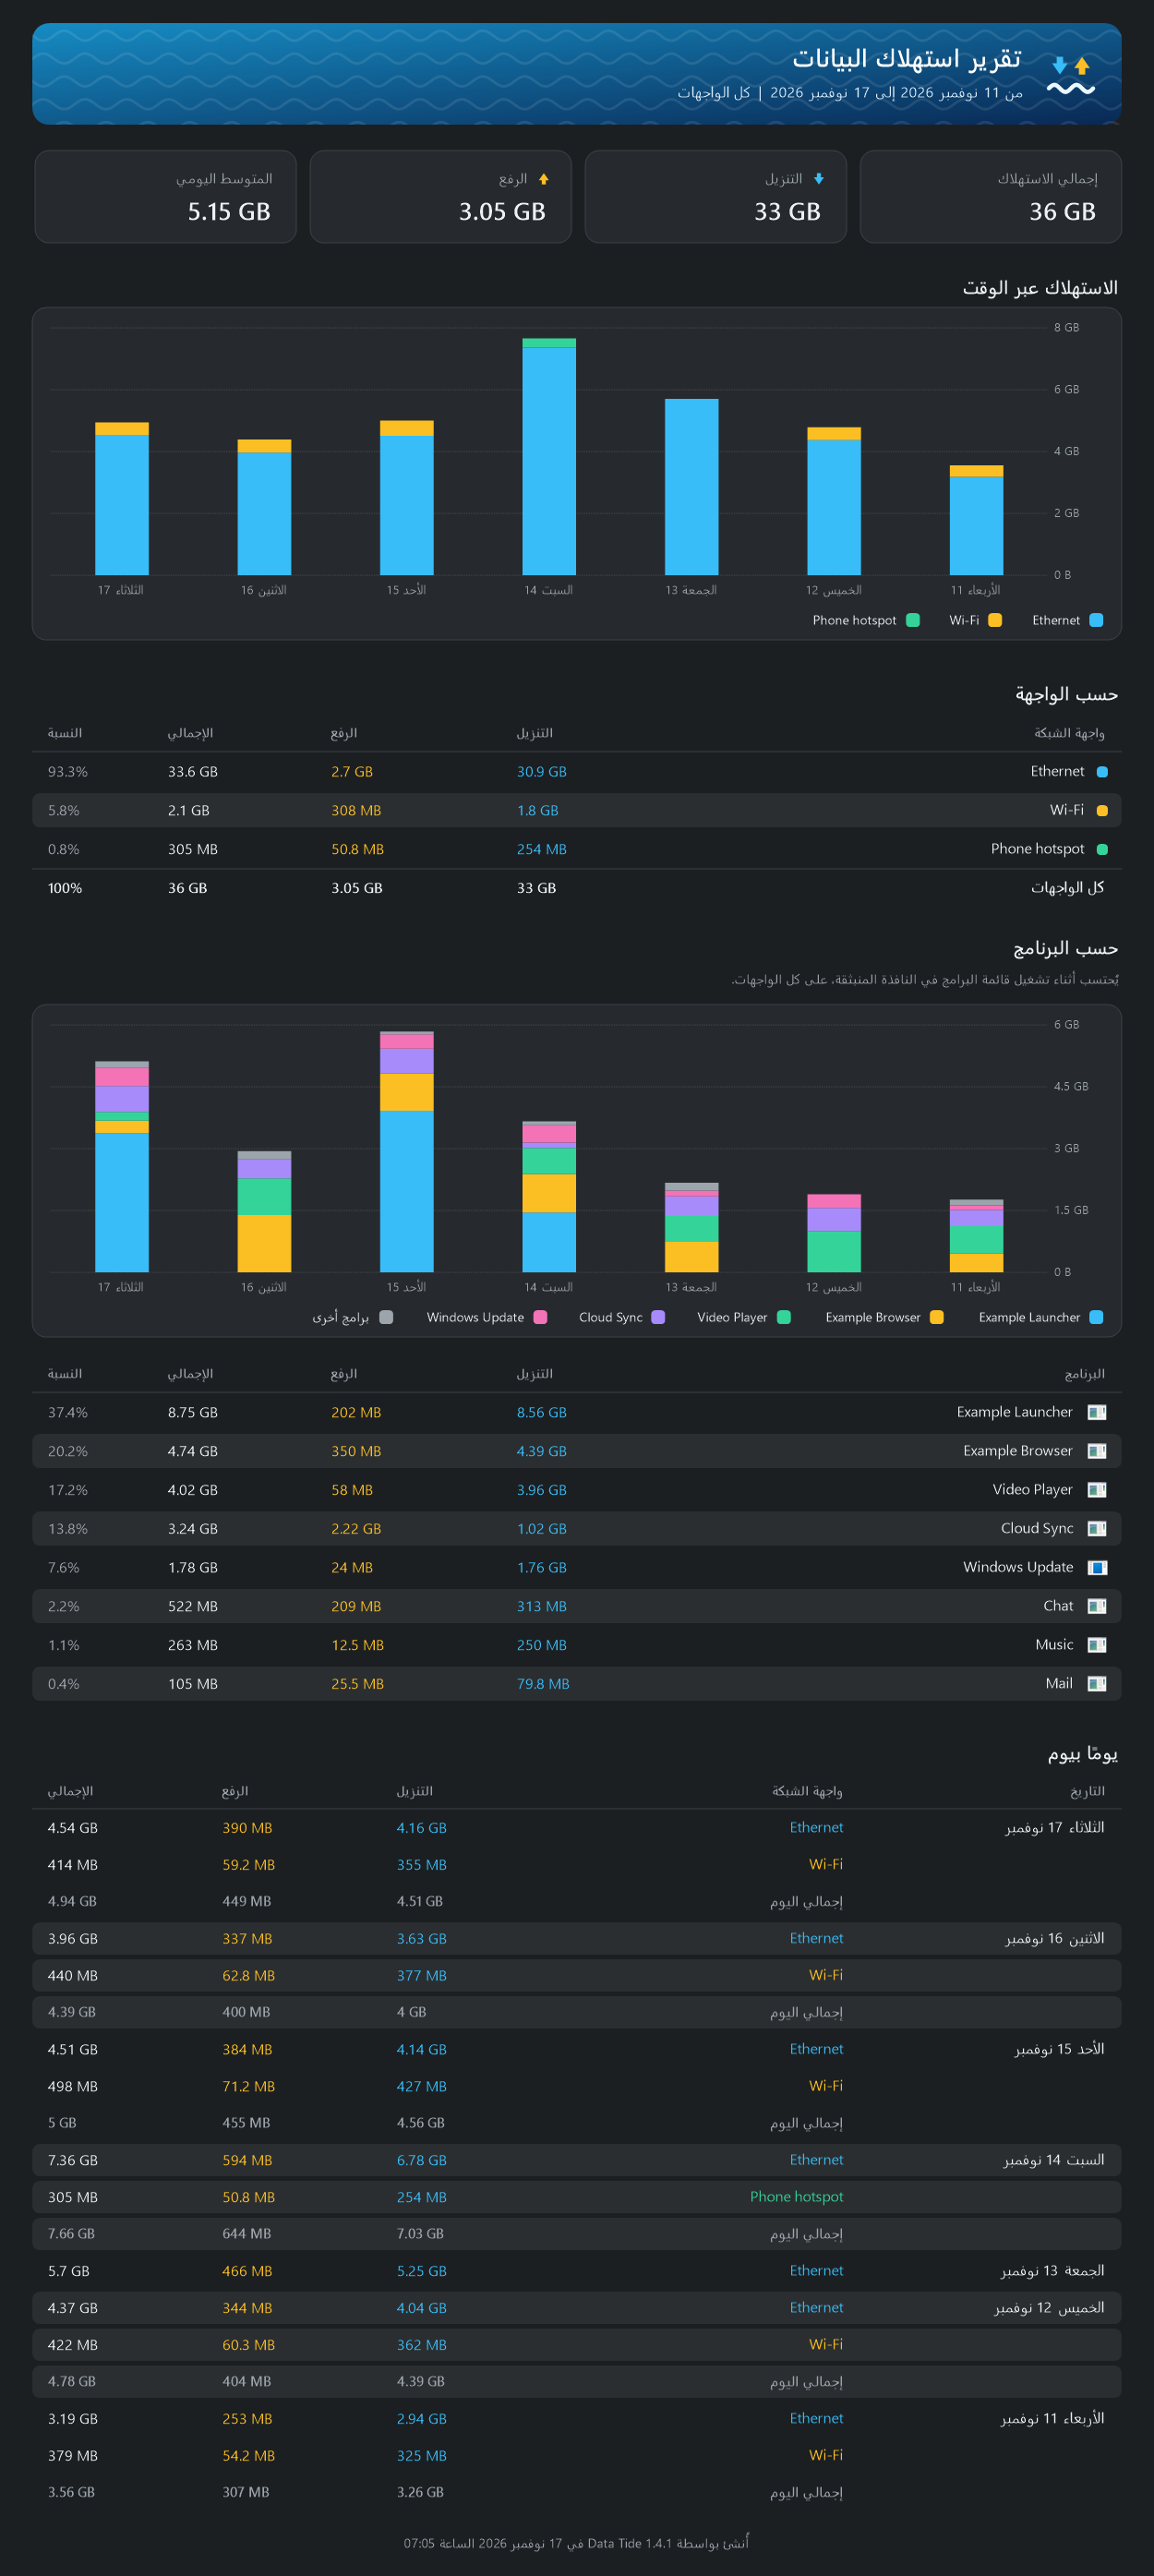 تقرير استهلاك البيانات
من 11 نوفمبر 2026 إلى 17 نوفمبر 2026 | كل الواجهات
إجمالي الاستهلاك
36 GB
التنزيل
33 GB
الرفع
3.05 GB
المتوسط اليومي
5.15 GB
الاستهلاك عبر الوقت
8 GB
6 GB
4 GB
2 GB
0 B
الأربعاء 11
الخميس 12
الجمعة 13
السبت 14
الأحد 15
الاثنين 16
الثلاثاء 17
Ethernet
Wi-Fi
Phone hotspot
حسب الواجهة
واجهة الشبكة التنزيل الرفع الإجمالي النسبة
Ethernet 30.9 GB 2.7 GB 33.6 GB 93.3%
Wi-Fi 1.8 GB 308 MB 2.1 GB 5.8%
Phone hotspot 254 MB 50.8 MB 305 MB 0.8%
كل الواجهات 33 GB 3.05 GB 36 GB 100%
حسب البرنامج
يُحتسب أثناء تشغيل قائمة البرامج في النافذة المنبثقة، على كل الواجهات.
6 GB
4.5 GB
3 GB
1.5 GB
0 B
الأربعاء 11
الخميس 12
الجمعة 13
السبت 14
الأحد 15
الاثنين 16
الثلاثاء 17
Example Launcher
Example Browser
Video Player
Cloud Sync
Windows Update
برامج أخرى
البرنامج التنزيل الرفع الإجمالي النسبة
Example Launcher 8.56 GB 202 MB 8.75 GB 37.4%
Example Browser 4.39 GB 350 MB 4.74 GB 20.2%
Video Player 3.96 GB 58 MB 4.02 GB 17.2%
Cloud Sync 1.02 GB 2.22 GB 3.24 GB 13.8%
Windows Update 1.76 GB 24 MB 1.78 GB 7.6%
Chat 313 MB 209 MB 522 MB 2.2%
Music 250 MB 12.5 MB 263 MB 1.1%
Mail 79.8 MB 25.5 MB 105 MB 0.4%
يومًا بيوم
التاريخ واجهة الشبكة التنزيل الرفع الإجمالي
الثلاثاء 17 نوفمبر Ethernet 4.16 GB 390 MB 4.54 GB
Wi-Fi 355 MB 59.2 MB 414 MB
إجمالي اليوم 4.51 GB 449 MB 4.94 GB
الاثنين 16 نوفمبر Ethernet 3.63 GB 337 MB 3.96 GB
Wi-Fi 377 MB 62.8 MB 440 MB
إجمالي اليوم 4 GB 400 MB 4.39 GB
الأحد 15 نوفمبر Ethernet 4.14 GB 384 MB 4.51 GB
Wi-Fi 427 MB 71.2 MB 498 MB
إجمالي اليوم 4.56 GB 455 MB 5 GB
السبت 14 نوفمبر Ethernet 6.78 GB 594 MB 7.36 GB
Phone hotspot 254 MB 50.8 MB 305 MB
إجمالي اليوم 7.03 GB 644 MB 7.66 GB
الجمعة 13 نوفمبر Ethernet 5.25 GB 466 MB 5.7 GB
الخميس 12 نوفمبر Ethernet 4.04 GB 344 MB 4.37 GB
Wi-Fi 362 MB 60.3 MB 422 MB
إجمالي اليوم 4.39 GB 404 MB 4.78 GB
الأربعاء 11 نوفمبر Ethernet 2.94 GB 253 MB 3.19 GB
Wi-Fi 325 MB 54.2 MB 379 MB
إجمالي اليوم 3.26 GB 307 MB 3.56 GB
أُنشئ بواسطة Data Tide 1.4.1 في 17 نوفمبر 2026 الساعة 07:05